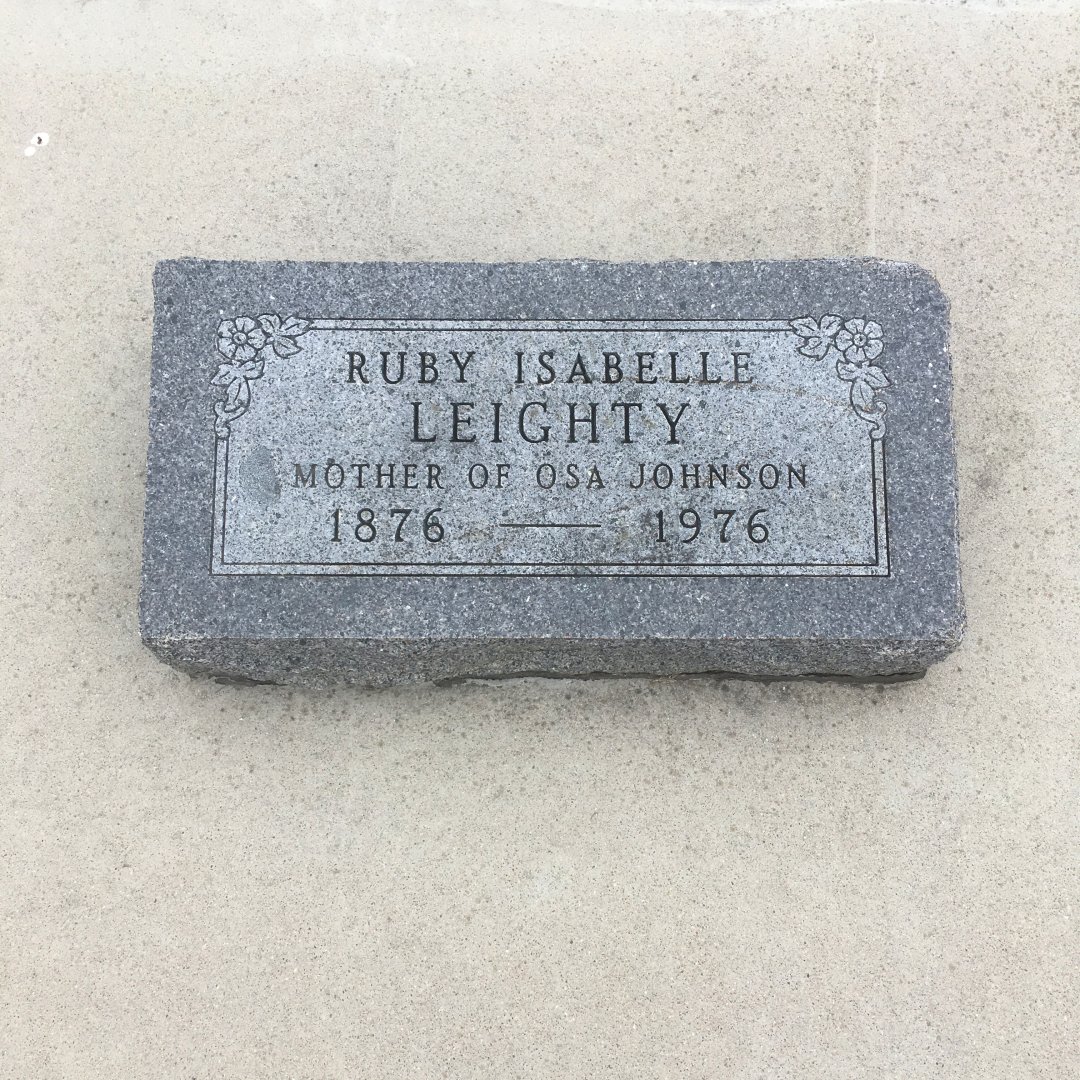 RUBY ISABELLE
LEIGHTY
MOTHER OF OSA JOHNSON
1876 — 1976